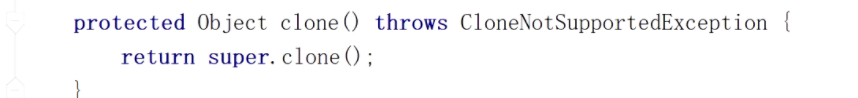 protected Object clone() throws CloneNotSupportedException {
return super.clone();
}